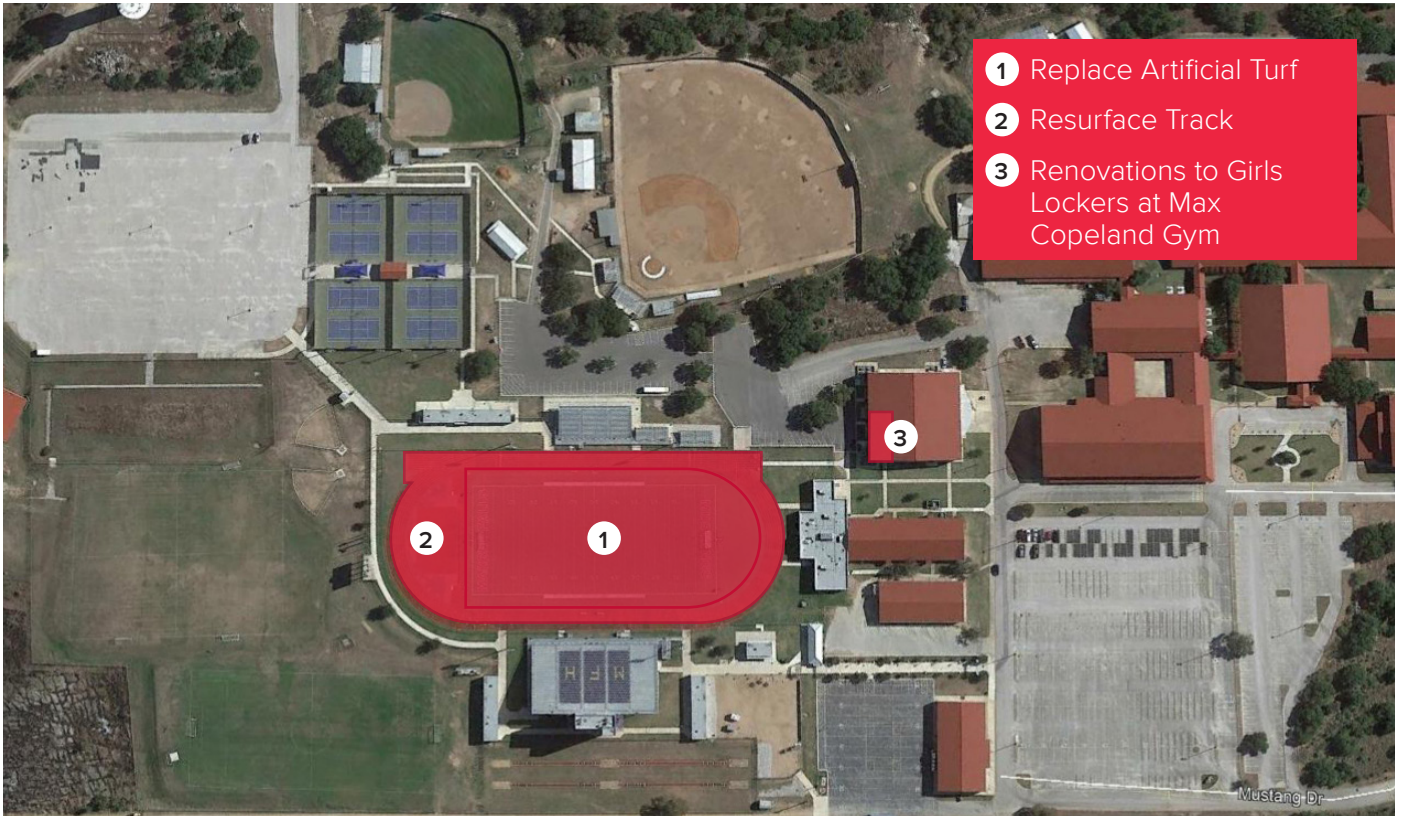 1 Replace Artificial Turf
2 Resurface Track
3 Renovations to Girls
Lockers at Max
Copeland Gym
3
2
1
M F H
Mustang Dr